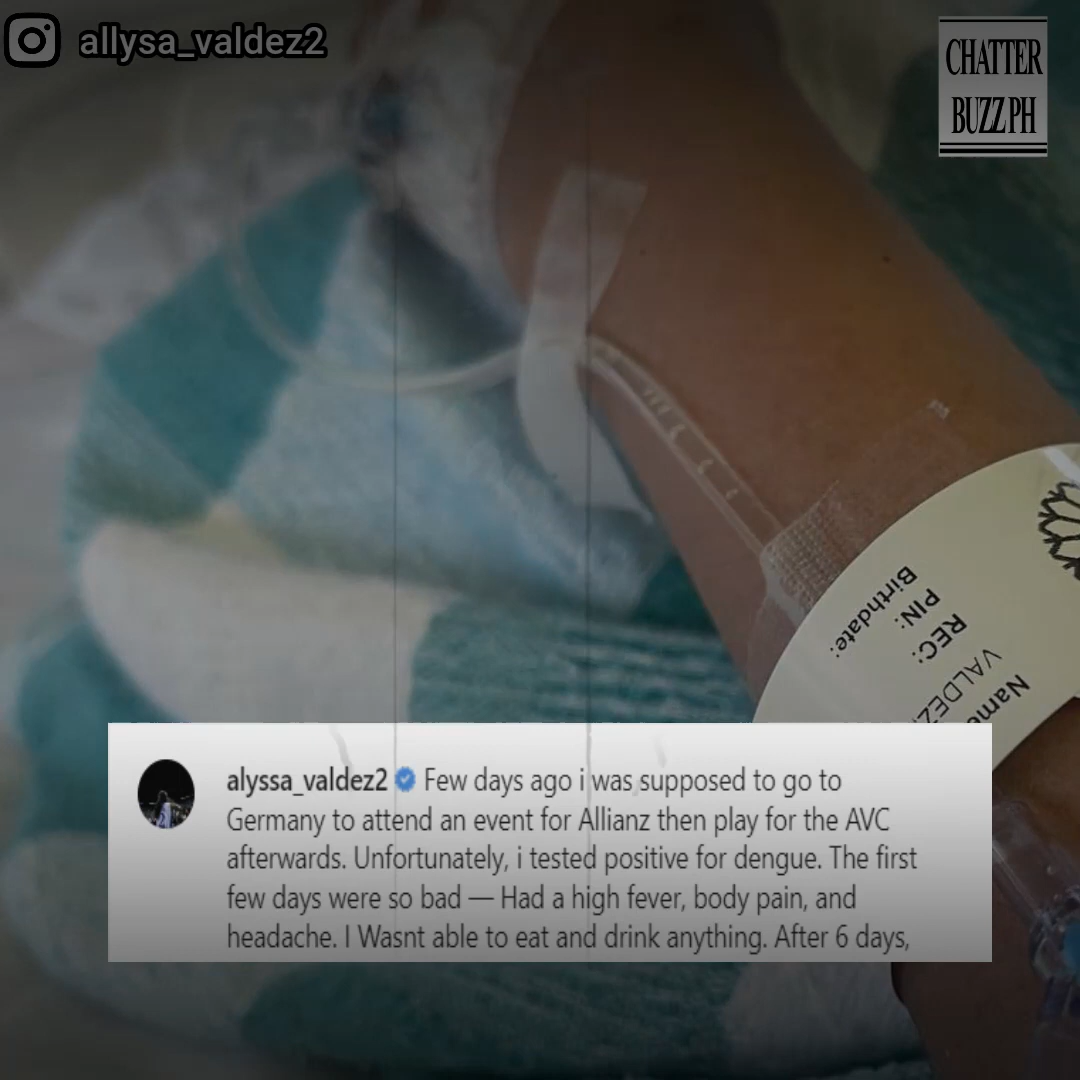 allysa_valdez2
CHATTER
BUZZ PH
Birthdate:
PIN:
REC:
VALDEZ
Name
alyssa_valdez2 Few days ago i was supposed to go to
Germany to attend an event for Allianz then play for the AVC
afterwards. Unfortunately, i tested positive for dengue. The first
few days were so bad — Had a high fever, body pain, and
headache. I Wasnt able to eat and drink anything. After 6 days,